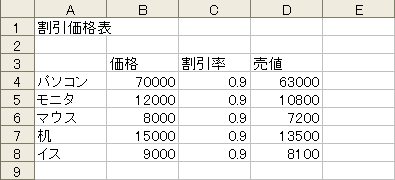 A B C D E
1 割引価格表
2
3 価格 割引率 売値
4 パソコン 70000 0.9 63000
5 モニタ 12000 0.9 10800
6 マウス 8000 0.9 7200
7 机 15000 0.9 13500
8 イス 9000 0.9 8100
9